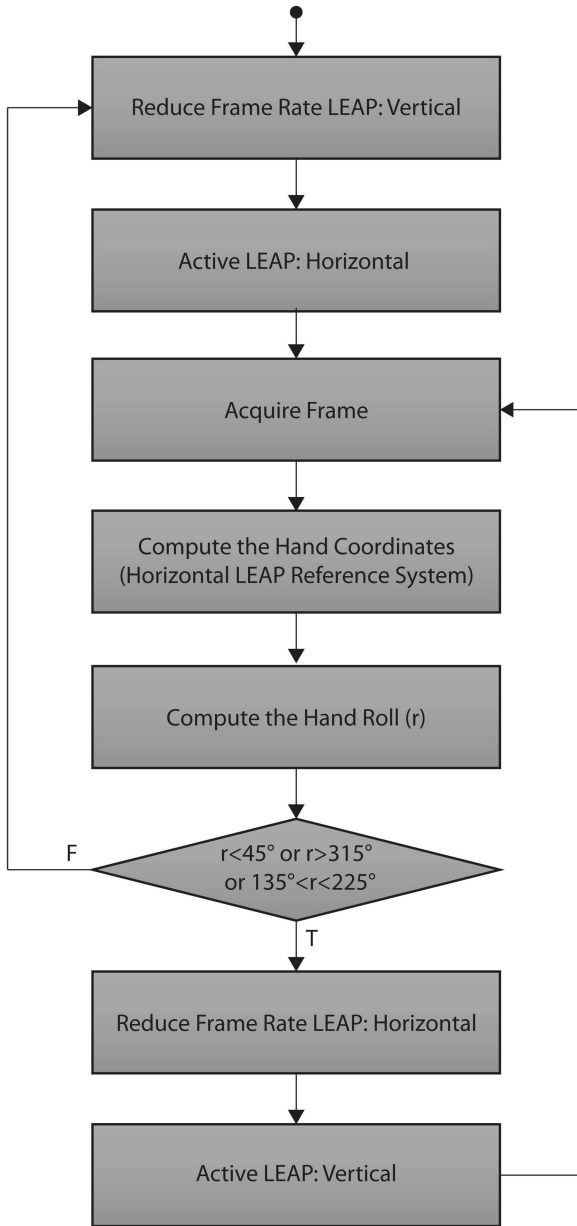 Reduce Frame Rate LEAP: Vertical
Active LEAP: Horizontal
Acquire Frame
Compute the Hand Coordinates
(Horizontal LEAP Reference System)
Compute the Hand Roll (r)
F
r<45° or r>315°
or 135°<r<225°
T
Reduce Frame Rate LEAP: Horizontal
Active LEAP: Vertical